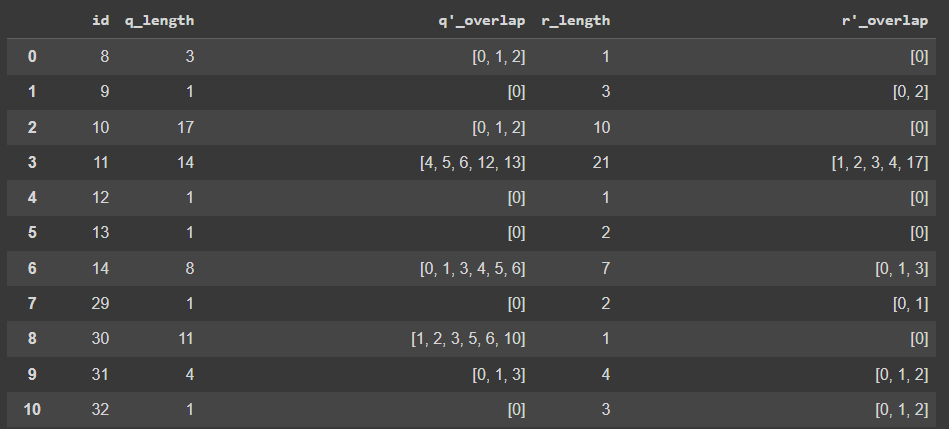 id q_length q'_overlap r_length r'_overlap
0 8 3 [0, 1, 2] 1 [0]
1 9 1 [0] 3 [0, 2]
2 10 17 [0, 1, 2] 10 [0]
3 11 14 [4, 5, 6, 12, 13] 21 [1, 2, 3, 4, 17]
4 12 1 [0] 1 [0]
5 13 1 [0] 2 [0]
6 14 8 [0, 1, 3, 4, 5, 6] 7 [0, 1, 3]
7 29 1 [0] 2 [0, 1]
8 30 11 [1, 2, 3, 5, 6, 10] 1 [0]
9 31 4 [0, 1, 3] 4 [0, 1, 2]
10 32 1 [0] 3 [0, 1, 2]